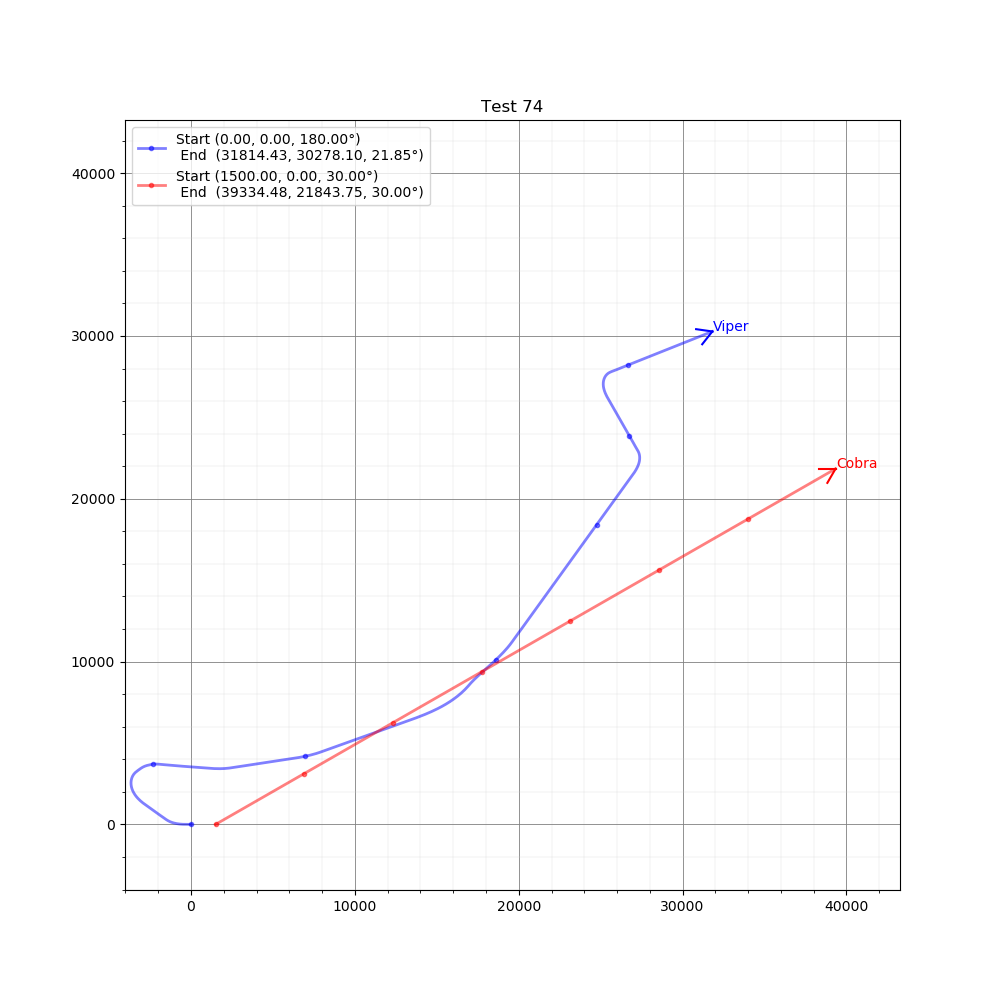 Test 74
Start (0.00, 0.00, 180.00°)
End  (31814.43, 30278.10, 21.85°)
Start (1500.00, 0.00, 30.00°)
End  (39334.48, 21843.75, 30.00°)
40000
30000
20000
10000
0
Viper
Cobra
0
10000
20000
30000
40000